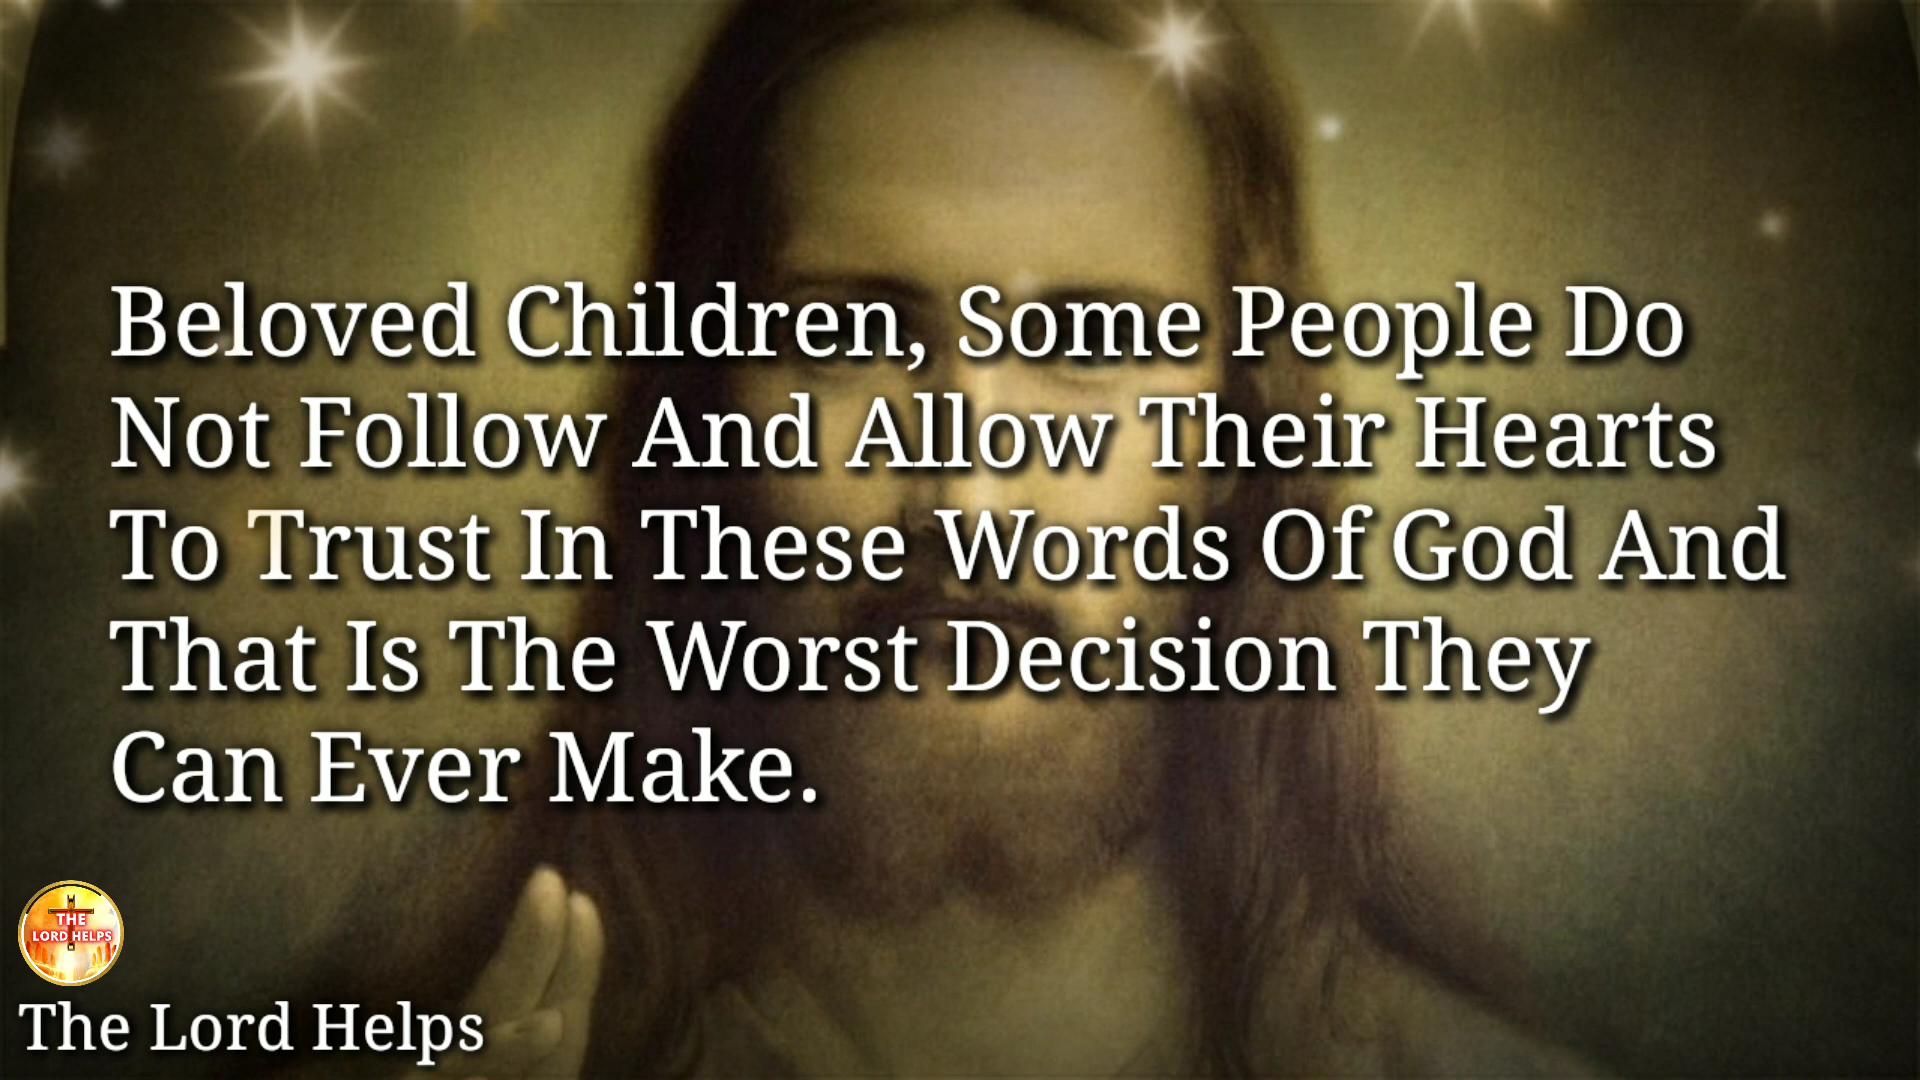 Beloved Children, Some People Do
Not Follow And Allow Their Hearts
To Trust In These Words Of God And
That Is The Worst Decision They
Can Ever Make.
THE
LORD HELPS
The Lord Helps